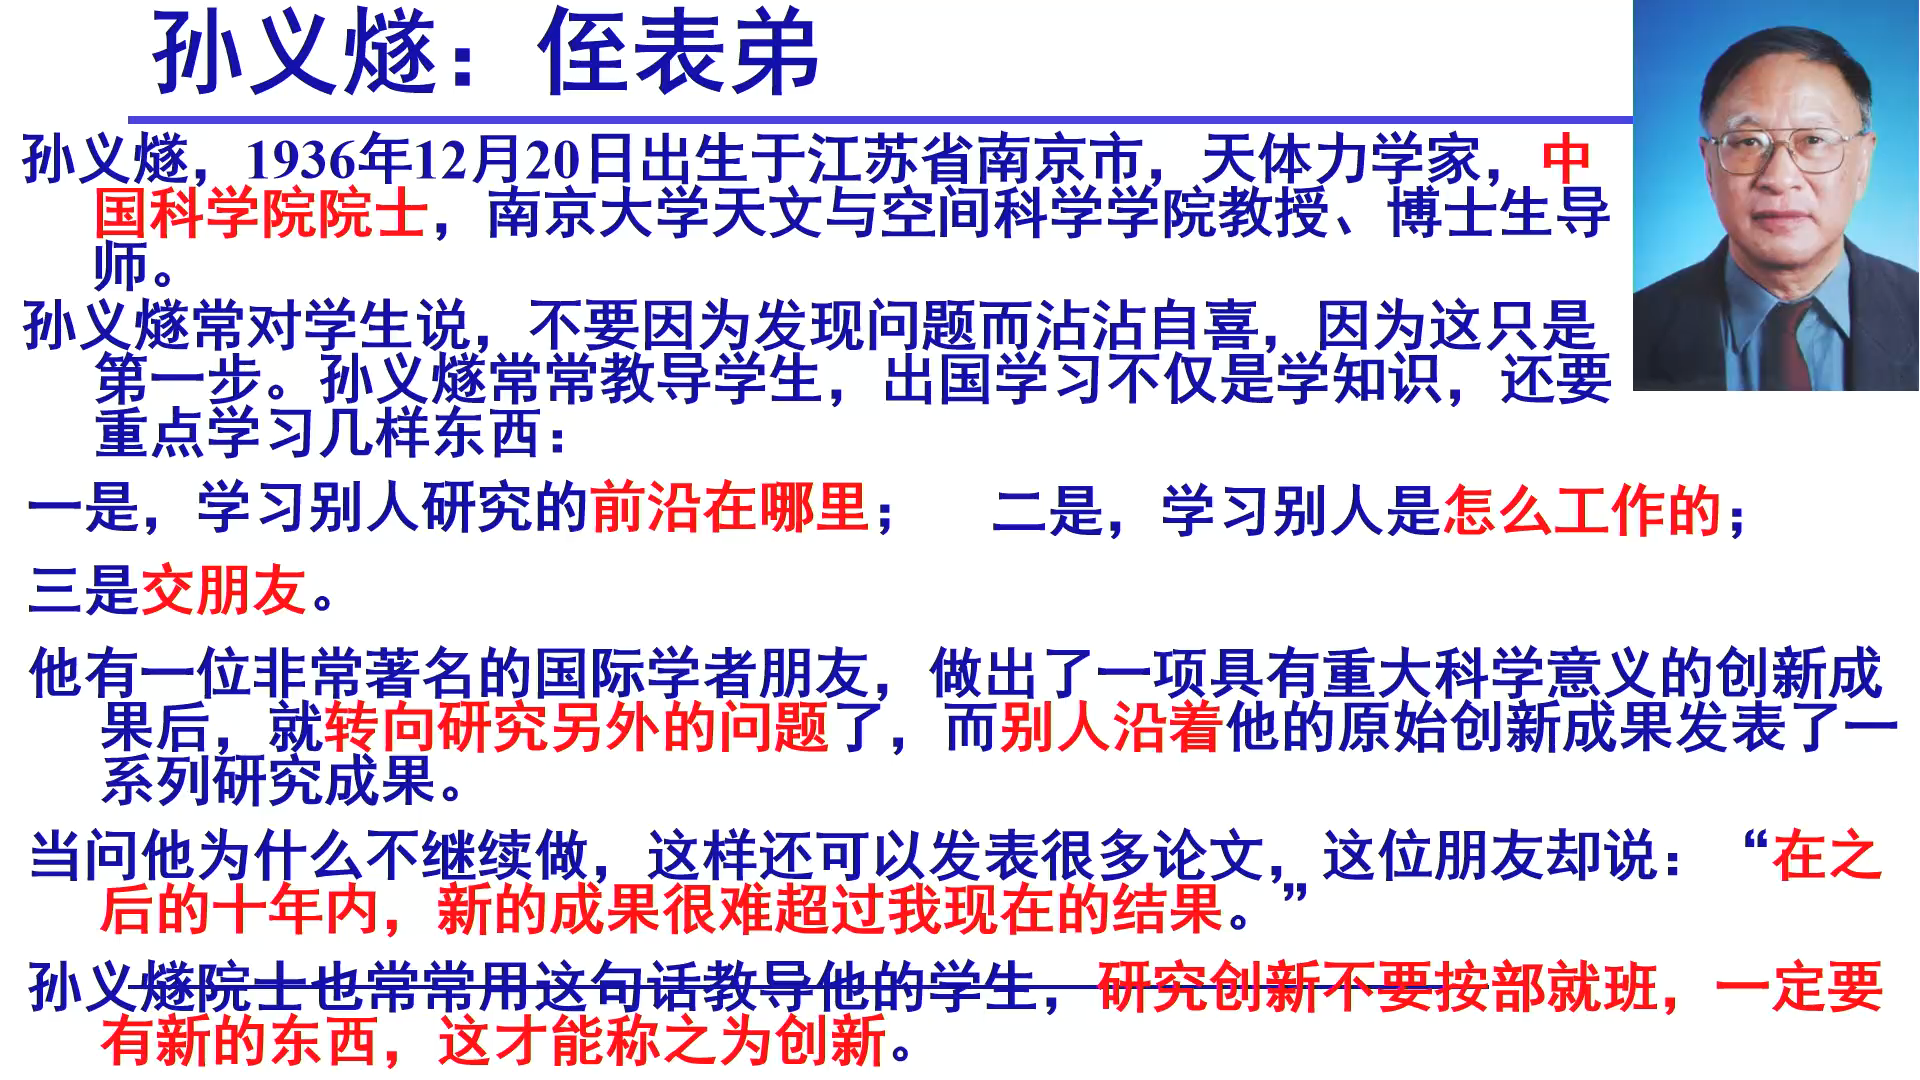 孙义燧：侄表弟
孙义燧，1936年12月20日出生于江苏省南京市，天体力学家，中
国科学院院士，南京大学天文与空间科学学院教授、博士生导
师。
孙义燧常对学生说，不要因为发现问题而沾沾自喜，因为这只是
第一步。孙义燧常常教导学生，出国学习不仅是学知识，还要
重点学习几样东西：
一是，学习别人研究的前沿在哪里； 二是，学习别人是怎么工作的；
三是交朋友。
他有一位非常著名的国际学者朋友，做出了一项具有重大科学意义的创新成
果后，就转向研究另外的问题了，而别人沿着他的原始创新成果发表了一
系列研究成果。
当问他为什么不继续做，这样还可以发表很多论文，这位朋友却说：“在之
后的十年内，新的成果很难超过我现在的结果。”
孙义燧院士也常常用这句话教导他的学生，研究创新不要按部就班，一定要
有新的东西，这才能称之为创新。